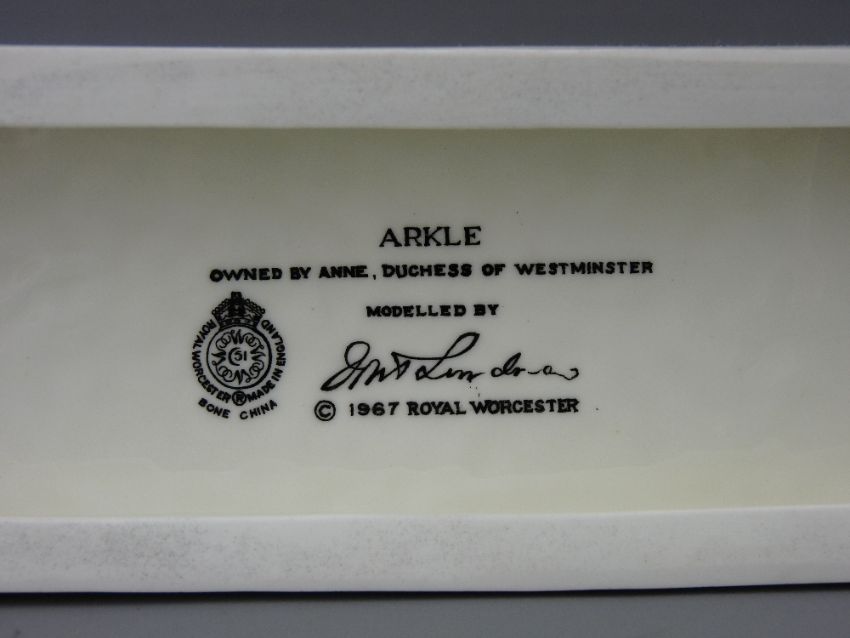 ARKLE
OWNED BY ANNE, DUCHESS OF WESTMINSTER
MODELLED BY
© 1967 ROYAL WORCESTER
ROYAL WORCESTER ® MADE IN ENGLAND
51
BONE CHINA